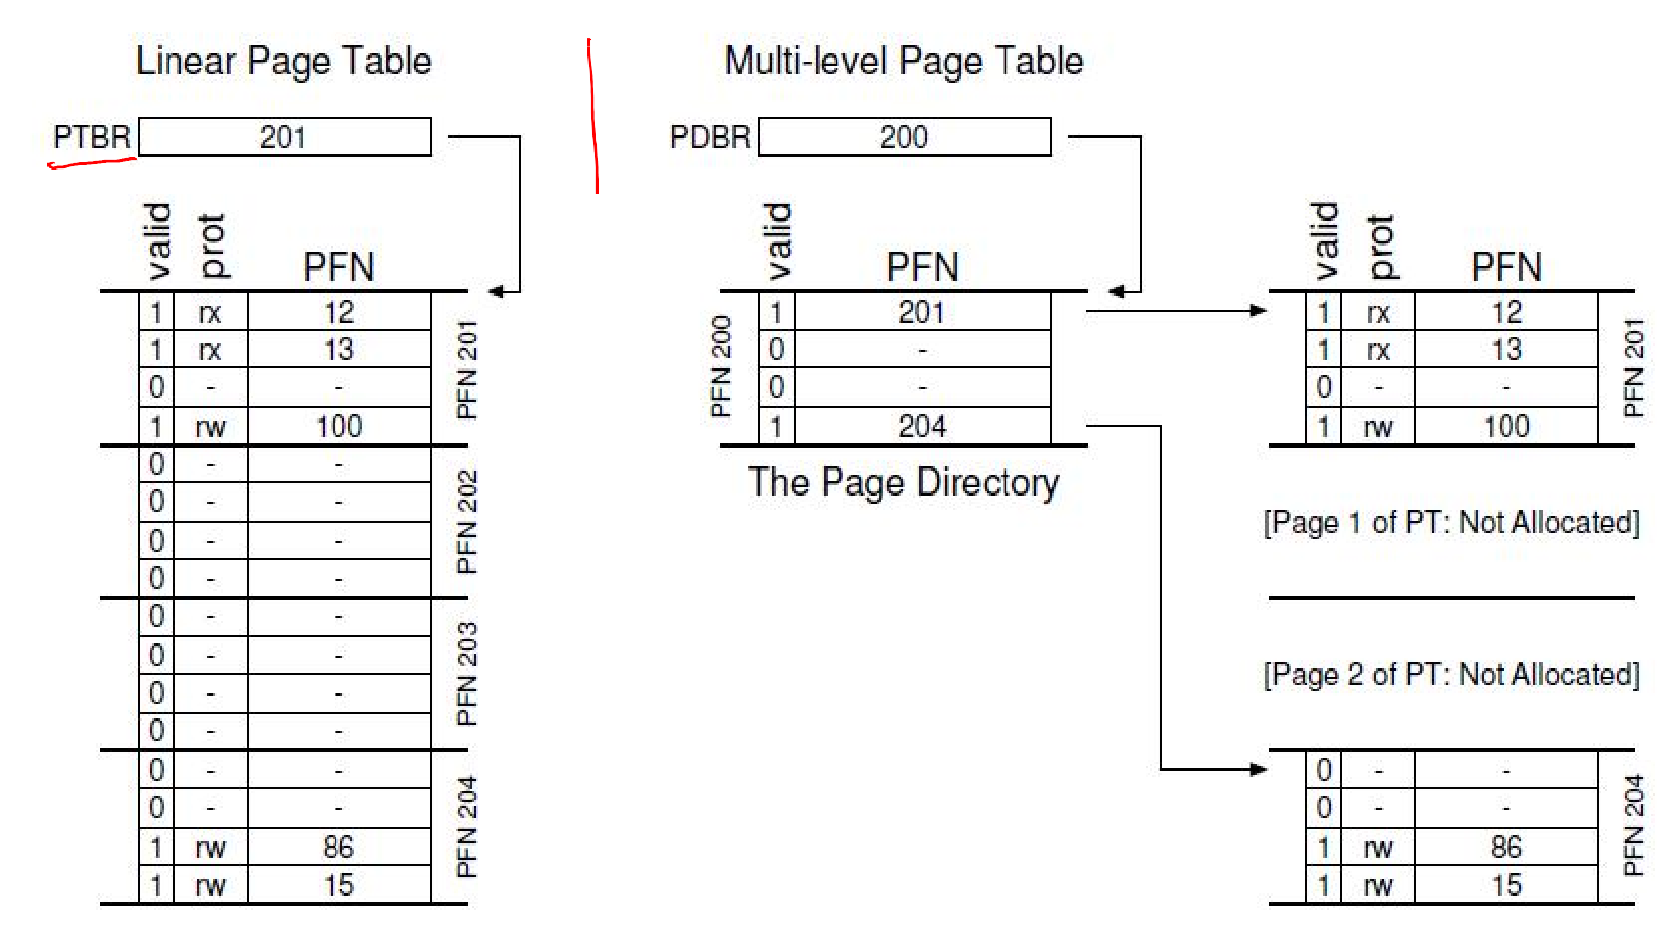 Linear Page Table
PTBR 201
valid prot PFN
1 rx 12
1 rx 13
0 - -
1 rw 100
PFN 201
0 - -
0 - -
0 - -
0 - -
PFN 202
0 - -
0 - -
0 - -
0 - -
PFN 203
0 - -
0 - -
1 rw 86
1 rw 15
PFN 204
Multi-level Page Table
PDBR 200
valid PFN
PFN 200
1 201
0 -
0 -
1 204
The Page Directory
valid prot PFN
1 rx 12
1 rx 13
0 - -
1 rw 100
PFN 201
[Page 1 of PT: Not Allocated]
[Page 2 of PT: Not Allocated]
0 - -
0 - -
1 rw 86
1 rw 15
PFN 204